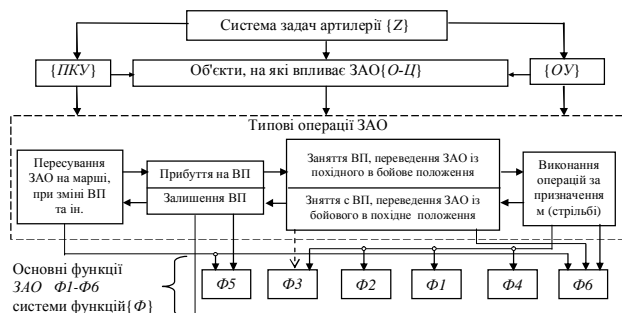 Система задач артилерії {Z}
{ПКУ}
Об'єкти, на які впливає ЗАО{О-Ц}
{ОУ}
Типові операції ЗАО
Пересування
ЗАО на марші,
при зміні ВП
та ін.
Прибуття на ВП
Залишення ВП
Заняття ВП, переведення ЗАО із
похідного в бойове положення
Зняття с ВП, переведення ЗАО із
бойового в похідне положення
Виконання
операцій за
призначення
м (стрільбі)
Основні функції
ЗАО Ф1-Ф6
системи функцій{Ф}
Ф5
Ф3
Ф2
Ф1
Ф4
Ф6